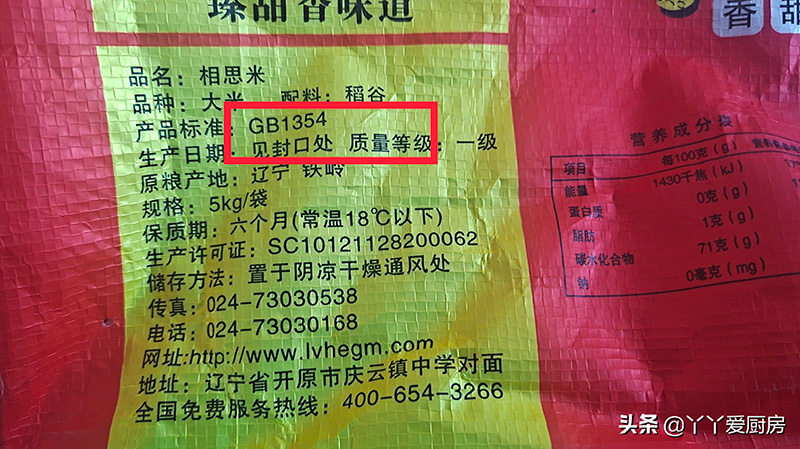 臻甜香味道
香甜
品名：相思米
品种：大米 配料：稻谷
产品标准：GB1354
生产日期：见封口处 质量等级：一级
原粮产地：辽宁 铁岭
规格：5kg/袋
保质期：六个月(常温18℃以下)
生产许可证：SC10121128200062
储存方法：置于阴凉干燥通风处
传真：024-73030538
电话：024-73030168
网址:http://www.lvhegm.com
地址：辽宁省开原市庆云镇中学对面
全国免费服务热线：400-654-3266
营养成分表
项目 每100克(g)
能量 1430千焦(kJ)
蛋白质 0克(g)
脂肪 1克(g)
碳水化合物 71克(g)
钠 0毫克(mg)
头条 @丫丫爱厨房